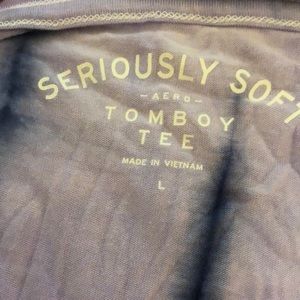 SERIOUSLY SOFT
- AERO -
TOMBOY
TEE
MADE IN VIETNAM
L